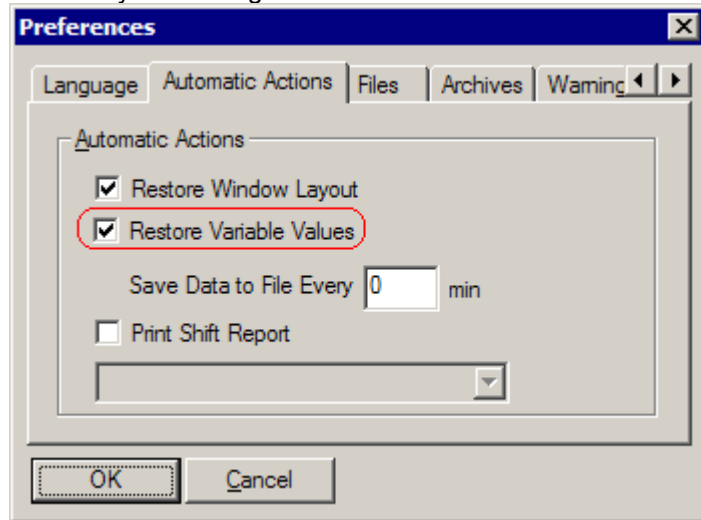 Preferences
Language Automatic Actions Files Archives
Automatic Actions
Restore Window Layout
Restore Variable Values
Save Data to File Every 0 min
Print Shift Report
OK Cancel